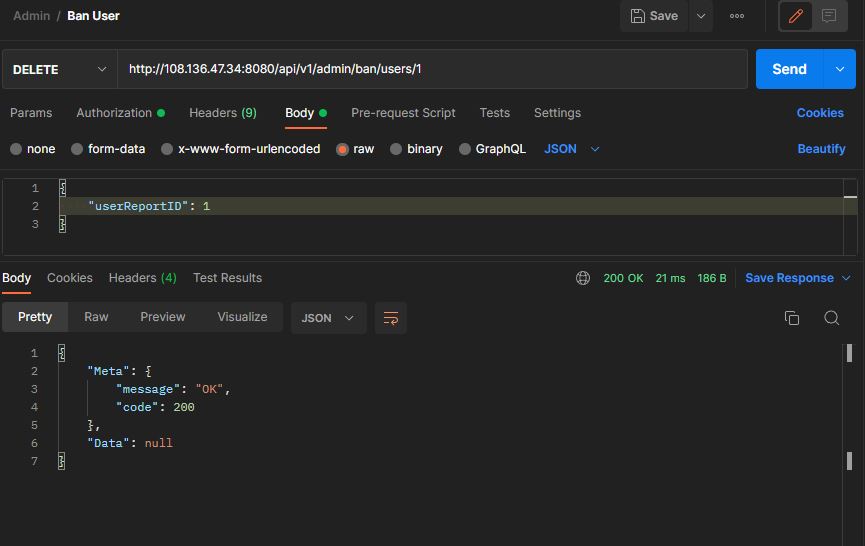 Admin / Ban User
Save
DELETE http://108.136.47.34:8080/api/v1/admin/ban/users/1 Send
Params Authorization Headers (9) Body Pre-request Script Tests Settings Cookies
none form-data x-www-form-urlencoded raw binary GraphQL JSON Beautify
1 {
2 "userReportID": 1
3 }
Body Cookies Headers (4) Test Results 200 OK 21 ms 186 B Save Response
Pretty Raw Preview Visualize JSON
1 {
2 "Meta": {
3 "message": "OK",
4 "code": 200
5 },
6 "Data": null
7 }